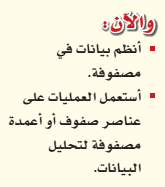 والآن:
▪ أنظم بيانات في
مصفوفة.
▪ أستعمل العمليات على
عناصر صفوف أو أعمدة
مصفوفة لتحليل
البيانات.